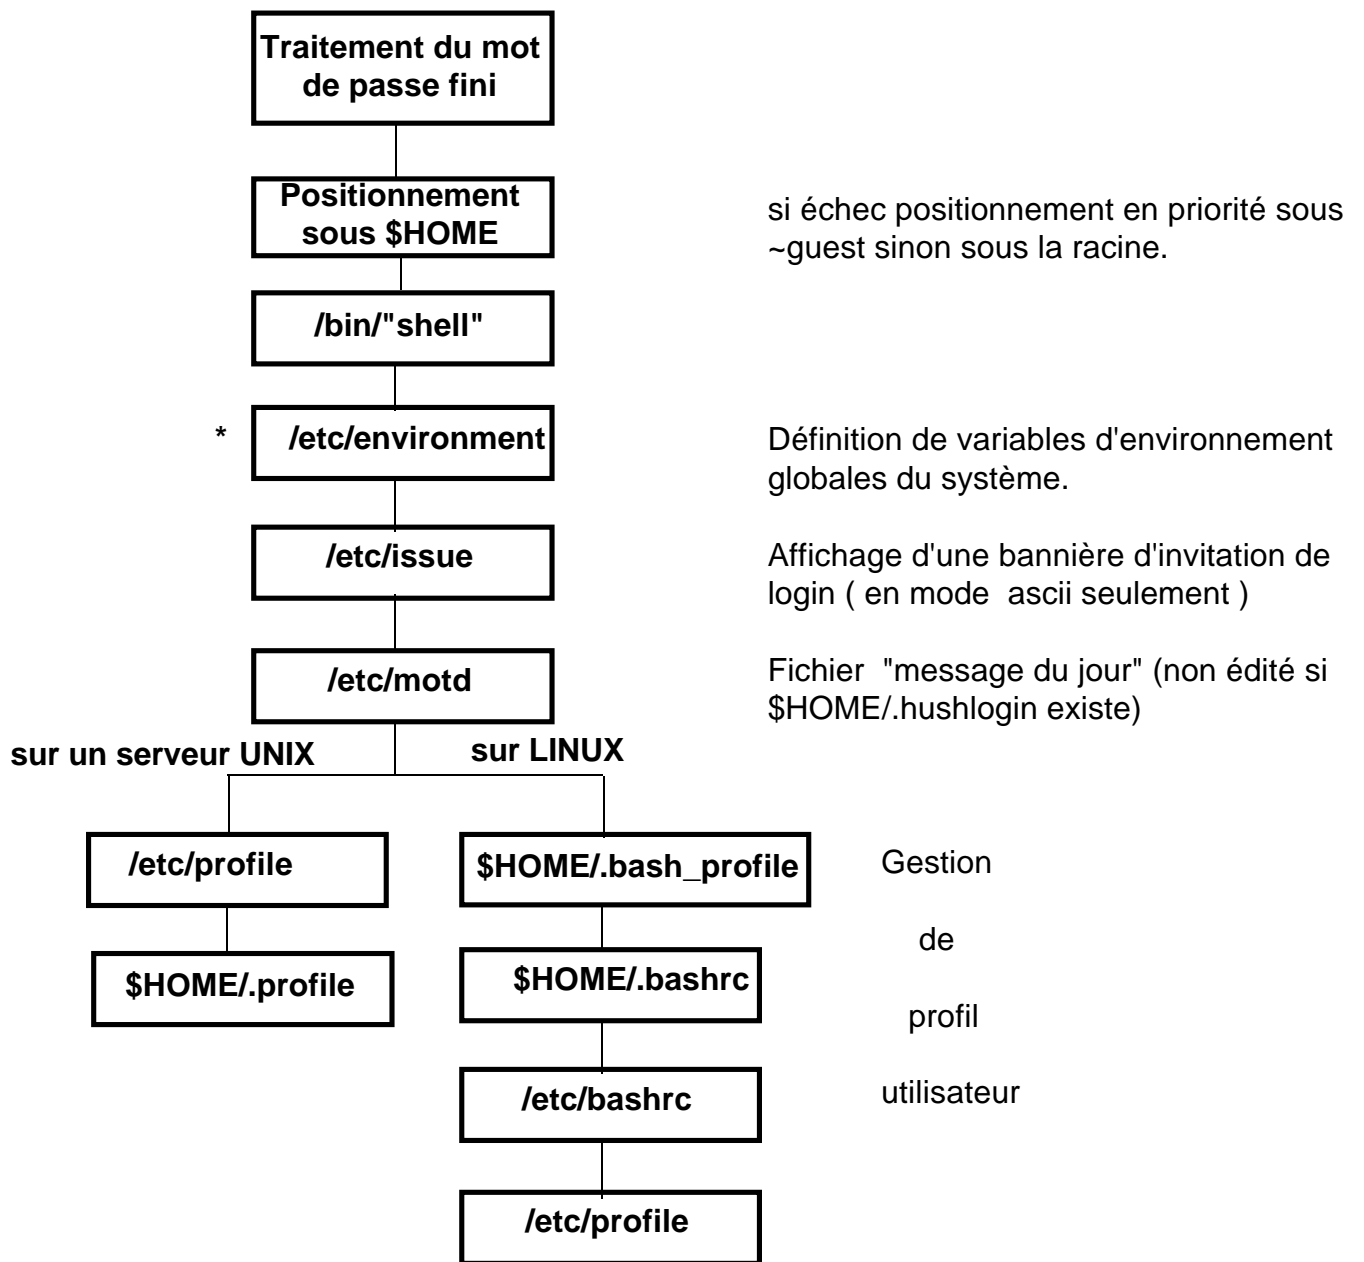 Traitement du mot
de passe fini
Positionnement
sous $HOME
si échec positionnement en priorité sous
~guest sinon sous la racine.
/bin/"shell"
* /etc/environment
Définition de variables d'environnement
globales du système.
/etc/issue
Affichage d'une bannière d'invitation de
login ( en mode ascii seulement )
/etc/motd
Fichier "message du jour" (non édité si
$HOME/.hushlogin existe)
sur un serveur UNIX
sur LINUX
/etc/profile
$HOME/.profile
$HOME/.bash_profile
$HOME/.bashrc
/etc/bashrc
/etc/profile
Gestion
de
profil
utilisateur